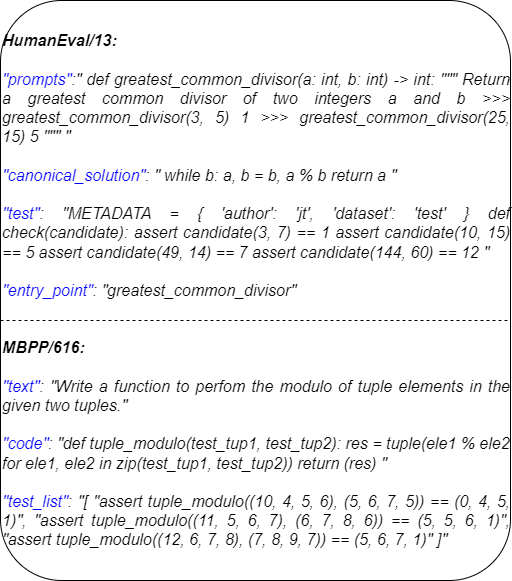 HumanEval/13:
"prompts":" def greatest_common_divisor(a: int, b: int) -> int: """ Return
a greatest common divisor of two integers a and b >>>
greatest_common_divisor(3, 5) 1 >>> greatest_common_divisor(25,
15) 5 """ "
"canonical_solution": " while b: a, b = b, a % b return a "
"test": "METADATA = { 'author': 'jt', 'dataset': 'test' } def
check(candidate): assert candidate(3, 7) == 1 assert candidate(10, 15)
== 5 assert candidate(49, 14) == 7 assert candidate(144, 60) == 12 "
"entry_point": "greatest_common_divisor"
MBPP/616:
"text": "Write a function to perfom the modulo of tuple elements in the
given two tuples."
"code": "def tuple_modulo(test_tup1, test_tup2): res = tuple(ele1 % ele2
for ele1, ele2 in zip(test_tup1, test_tup2)) return (res) "
"test_list": "[ "assert tuple_modulo((10, 4, 5, 6), (5, 6, 7, 5)) == (0, 4, 5,
1)", "assert tuple_modulo((11, 5, 6, 7), (6, 7, 8, 6)) == (5, 5, 6, 1)",
"assert tuple_modulo((12, 6, 7, 8), (7, 8, 9, 7)) == (5, 6, 7, 1)" ]"